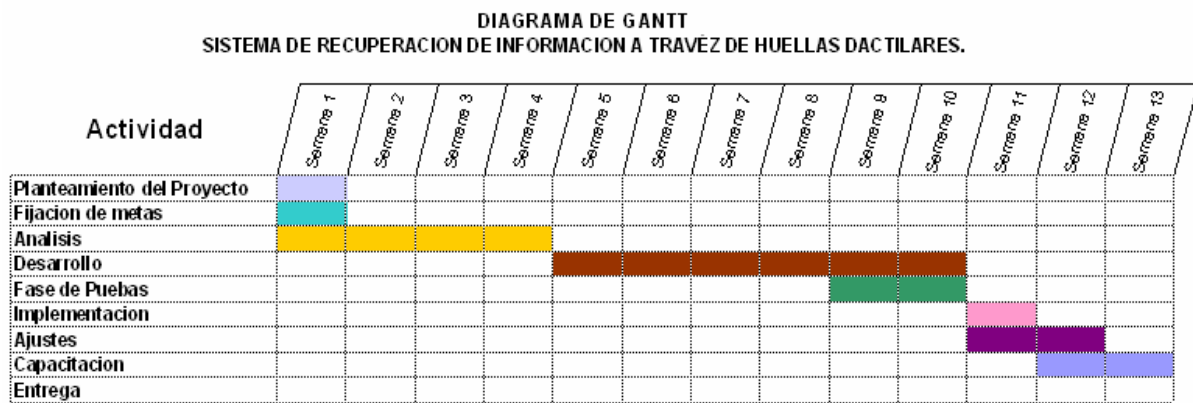 DIAGRAMA DE GANTT
SISTEMA DE RECUPERACION DE INFORMACION A TRAVÉZ DE HUELLAS DACTILARES.
Actividad
Semana 1
Semana 2
Semana 3
Semana 4
Semana 5
Semana 6
Semana 7
Semana 8
Semana 9
Semana 10
Semana 11
Semana 12
Semana 13
Planteamiento del Proyecto
Fijacion de metas
Analisis
Desarrollo
Fase de Puebas
Implementacion
Ajustes
Capacitacion
Entrega